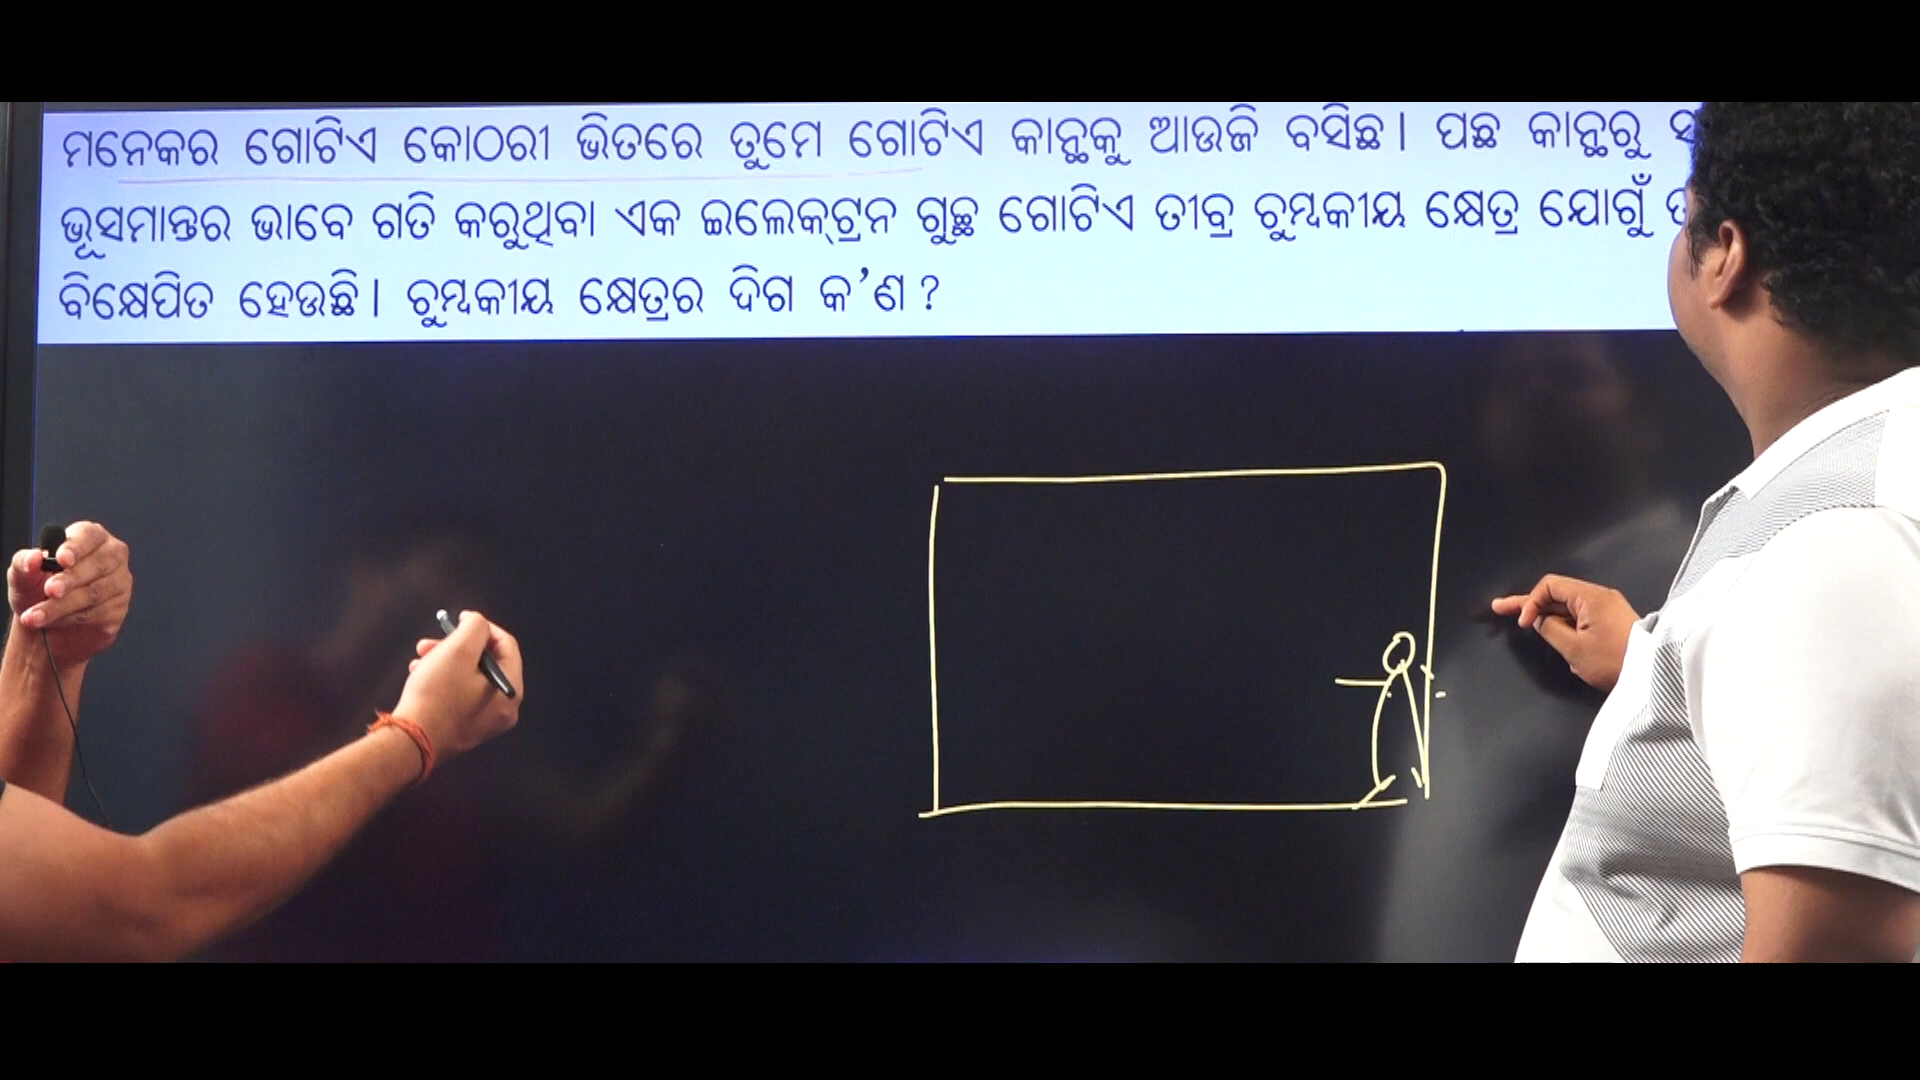 ମନେକର ଗୋଟିଏ କୋଠରୀ ଭିତରେ ତୁମେ ଗୋଟିଏ କାନ୍ଥକୁ ଆଉଜି ବସିଛ। ପଛ କାନ୍ଥରୁ
ଭୂସମାନ୍ତର ଭାବେ ଗତି କରୁଥିବା ଏକ ଇଲେକ୍‌ଟ୍ରନ ଗୁଚ୍ଛ ଗୋଟିଏ ତୀବ୍ର ଚୁମ୍ବକୀୟ କ୍ଷେତ୍ର ଯୋଗୁଁ
ବିକ୍ଷେପିତ ହେଉଛି। ଚୁମ୍ବକୀୟ କ୍ଷେତ୍ରର ଦିଗ କ’ଣ ?